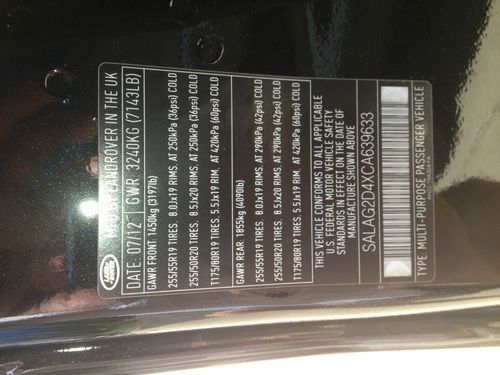 LAND ROVER
LANDROVER IN THE UK
DATE: 07/12 GWR 3240KG (7143LB)
GAWR FRONT: 1450kg (3197lb)
255/55R19 TIRES. 8.0Jx19 RIMS. AT 250kPa (36psi) COLD
255/50R20 TIRES. 8.5Jx20 RIMS. AT 250kPa (36psi) COLD
T175/80R19 TIRES. 5.5Jx19 RIM. AT 420kPa (60psi) COLD
GAWR REAR: 1855kg (4090lb)
255/55R19 TIRES. 8.0Jx19 RIMS. AT 290kPa (42psi) COLD
255/50R20 TIRES. 8.5Jx20 RIMS. AT 290kPa (42psi) COLD
T175/80R19 TIRES. 5.5Jx19 RIM. AT 420kPa (60psi) COLD
THIS VEHICLE CONFORMS TO ALL APPLICABLE
U.S. FEDERAL MOTOR VEHICLE SAFETY
STANDARDS IN EFFECT ON THE DATE OF
MANUFACTURE SHOWN ABOVE
SALAG2D4XCA639633
TYPE: MULTI-PURPOSE PASSENGER VEHICLE